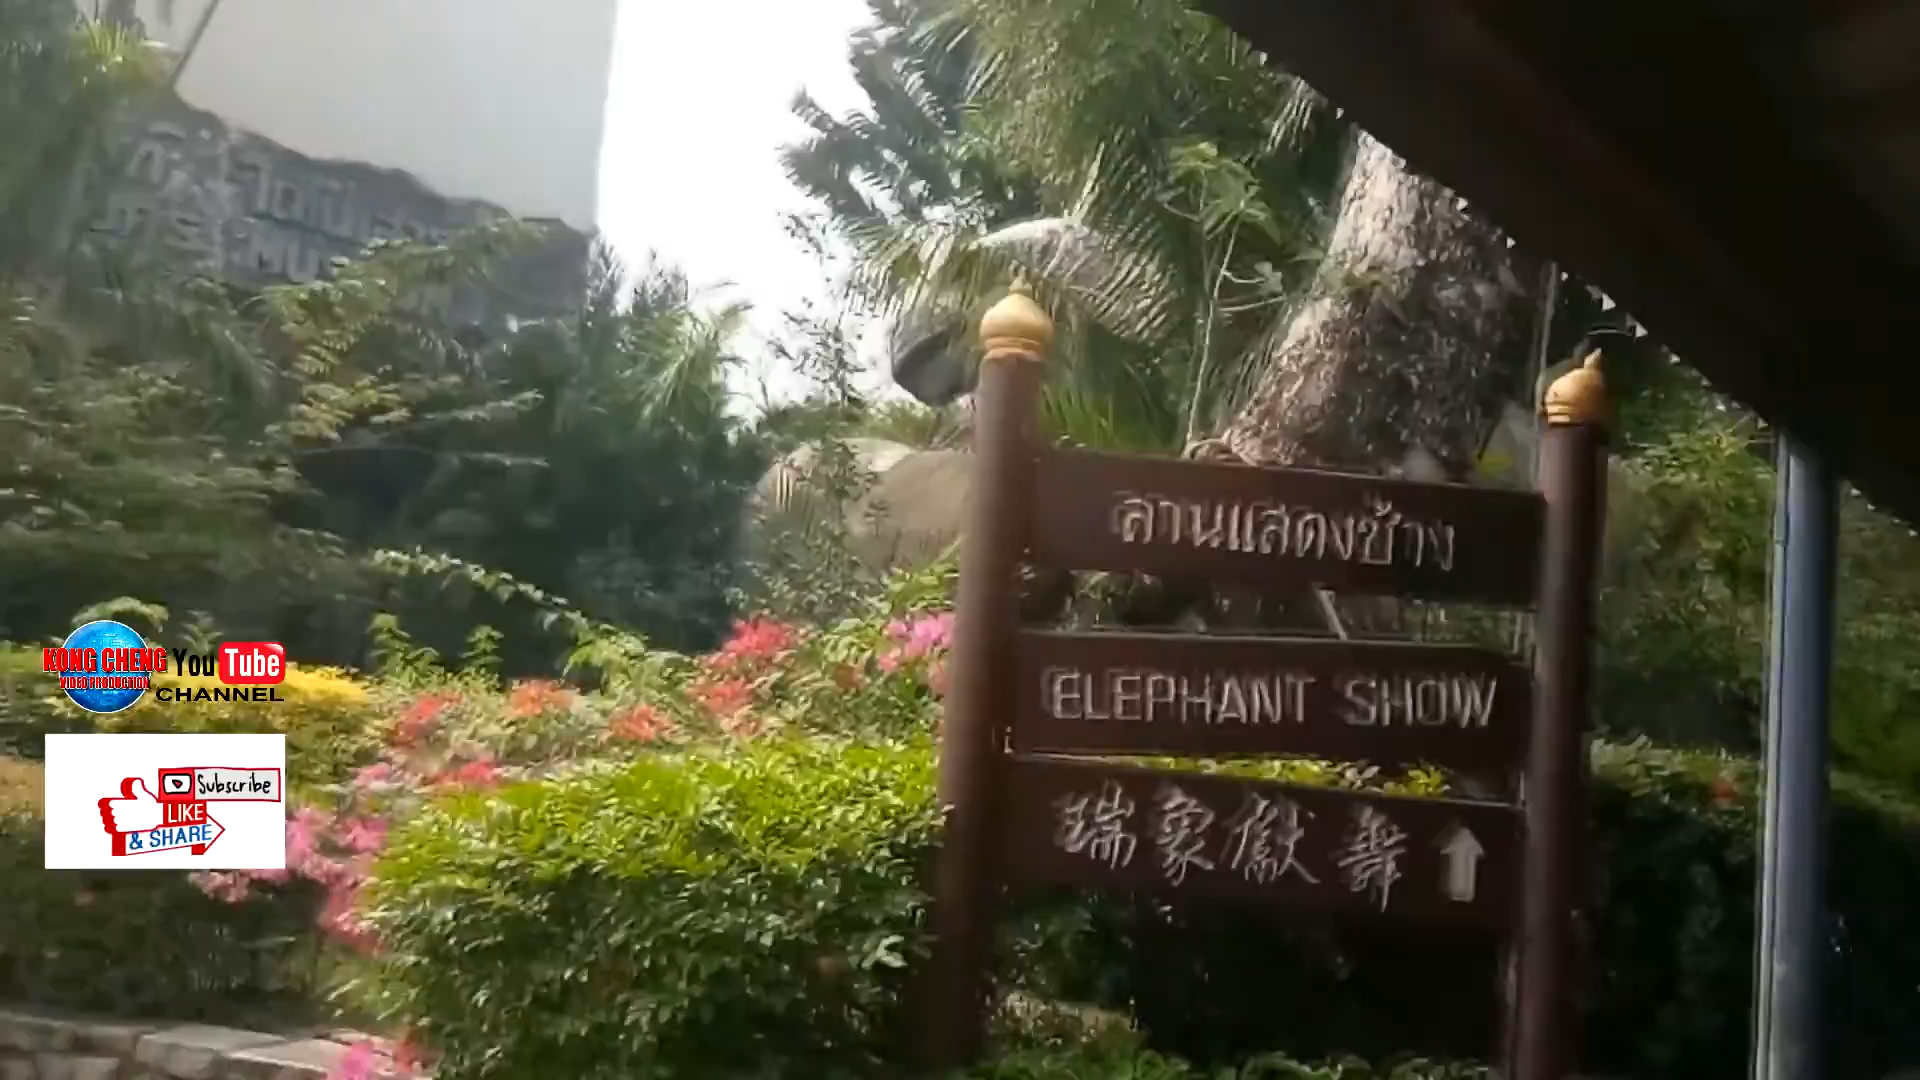 ลานแสดงช้าง
ELEPHANT SHOW
瑞象獻舞
KONG CHENG
VIDEO PRODUCTION
YouTube
CHANNEL
Subscribe
LIKE
& SHARE